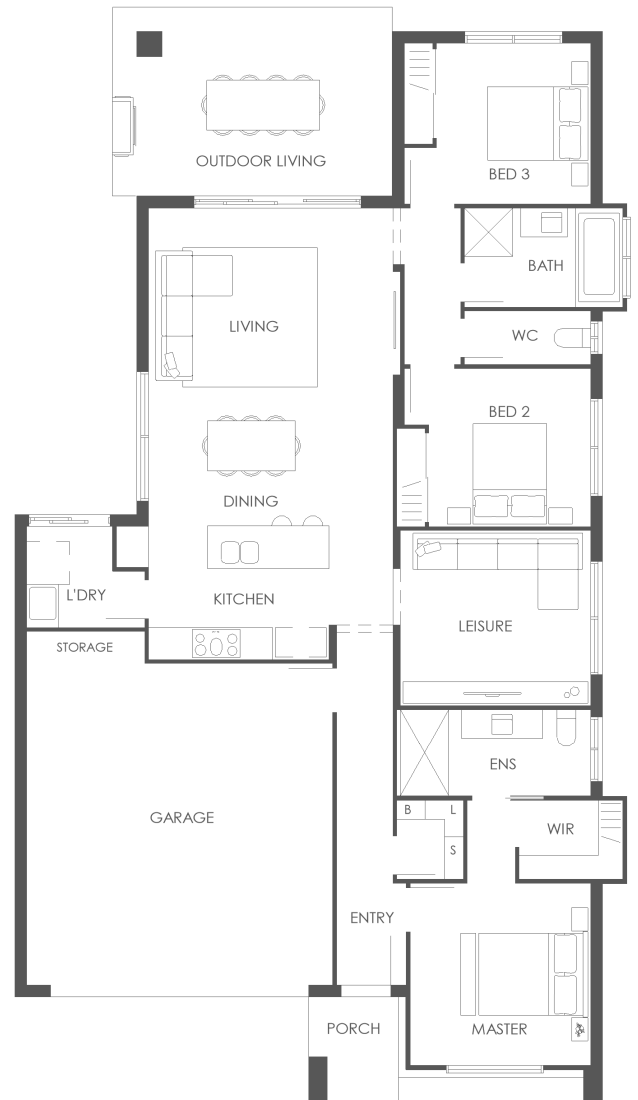 OUTDOOR LIVING
BED 3
BATH
LIVING
WC
BED 2
DINING
L'DRY
KITCHEN
LEISURE
STORAGE
ENS
GARAGE
B
L
S
WIR
ENTRY
PORCH
MASTER